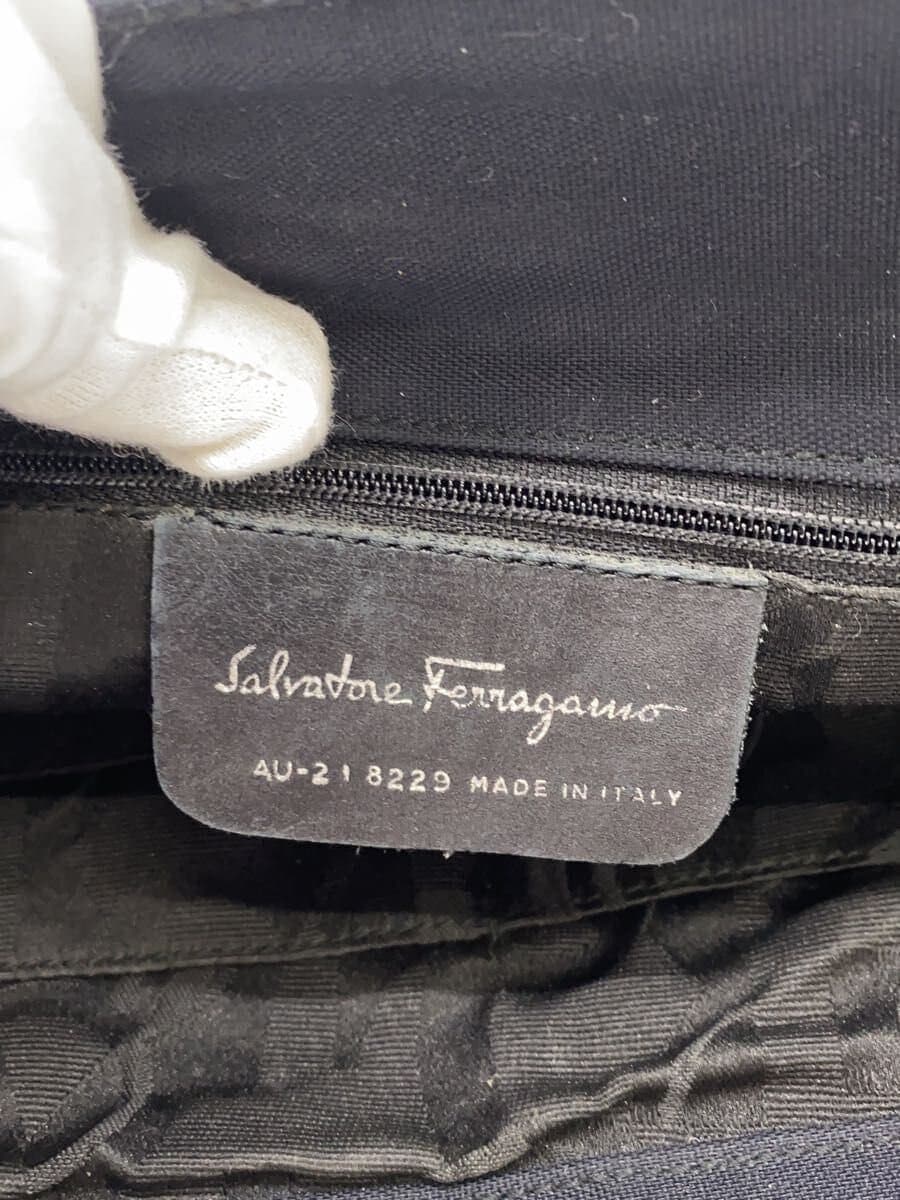 Salvatore Ferragamo
AU-21 8229 MADE IN ITALY